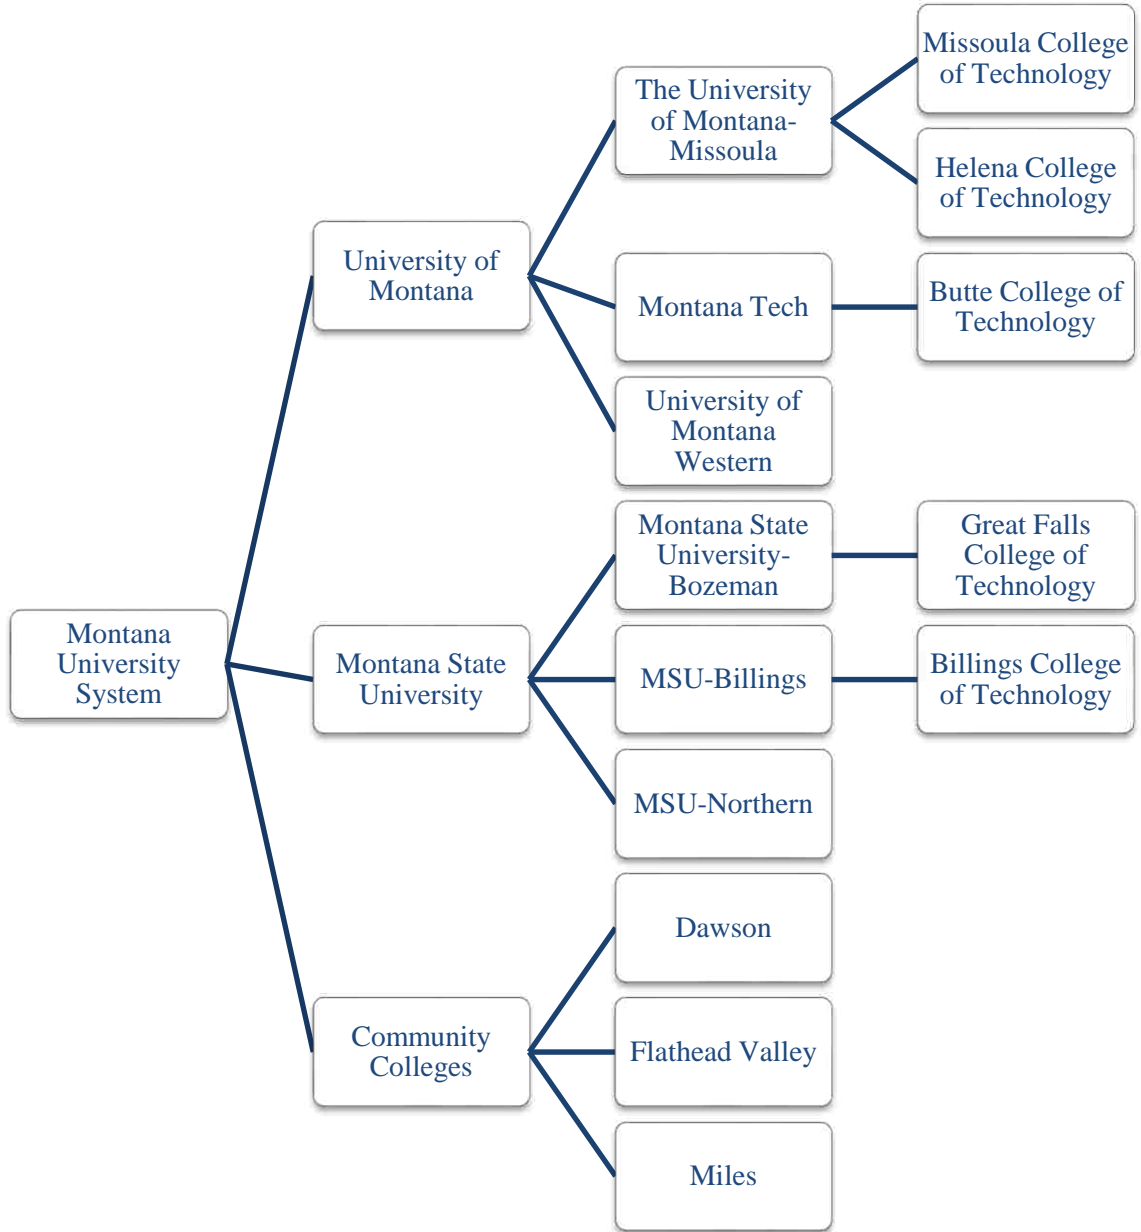 Missoula College
of Technology
The University
of Montana-
Missoula
Helena College
of Technology
University of
Montana
Montana Tech
Butte College of
Technology
University of
Montana
Western
Montana State
University-
Bozeman
Great Falls
College of
Technology
Montana
University
System
Montana State
University
MSU-Billings
Billings College
of Technology
MSU-Northern
Dawson
Community
Colleges
Flathead Valley
Miles